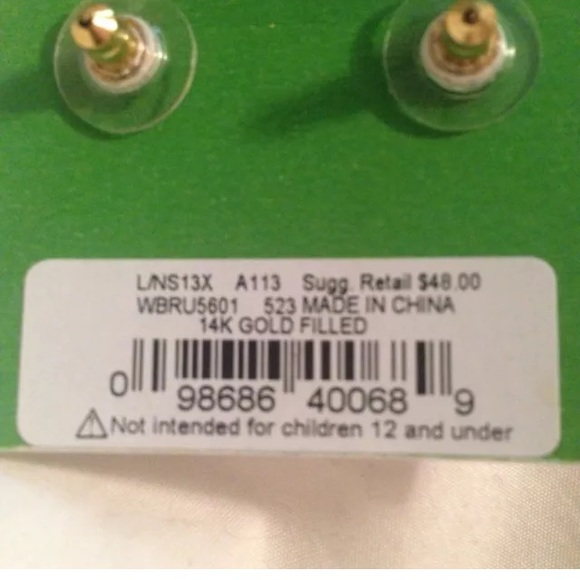 L/NS13X A113 Sugg. Retail $48.00
WBRU5601 523 MADE IN CHINA
14K GOLD FILLED
0 98686 40068 9
⚠Not intended for children 12 and under